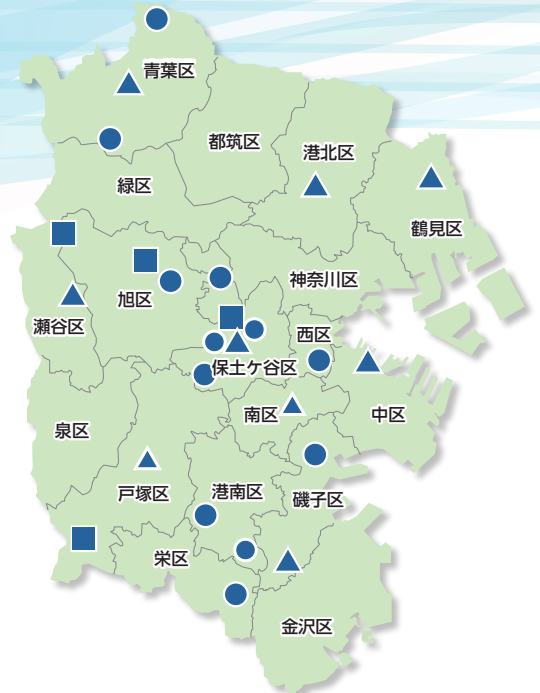 青葉区
都筑区
港北区
緑区
鶴見区
神奈川区
旭区
瀬谷区
西区
保土ケ谷区
南区
中区
泉区
戸塚区
港南区
磯子区
栄区
金沢区